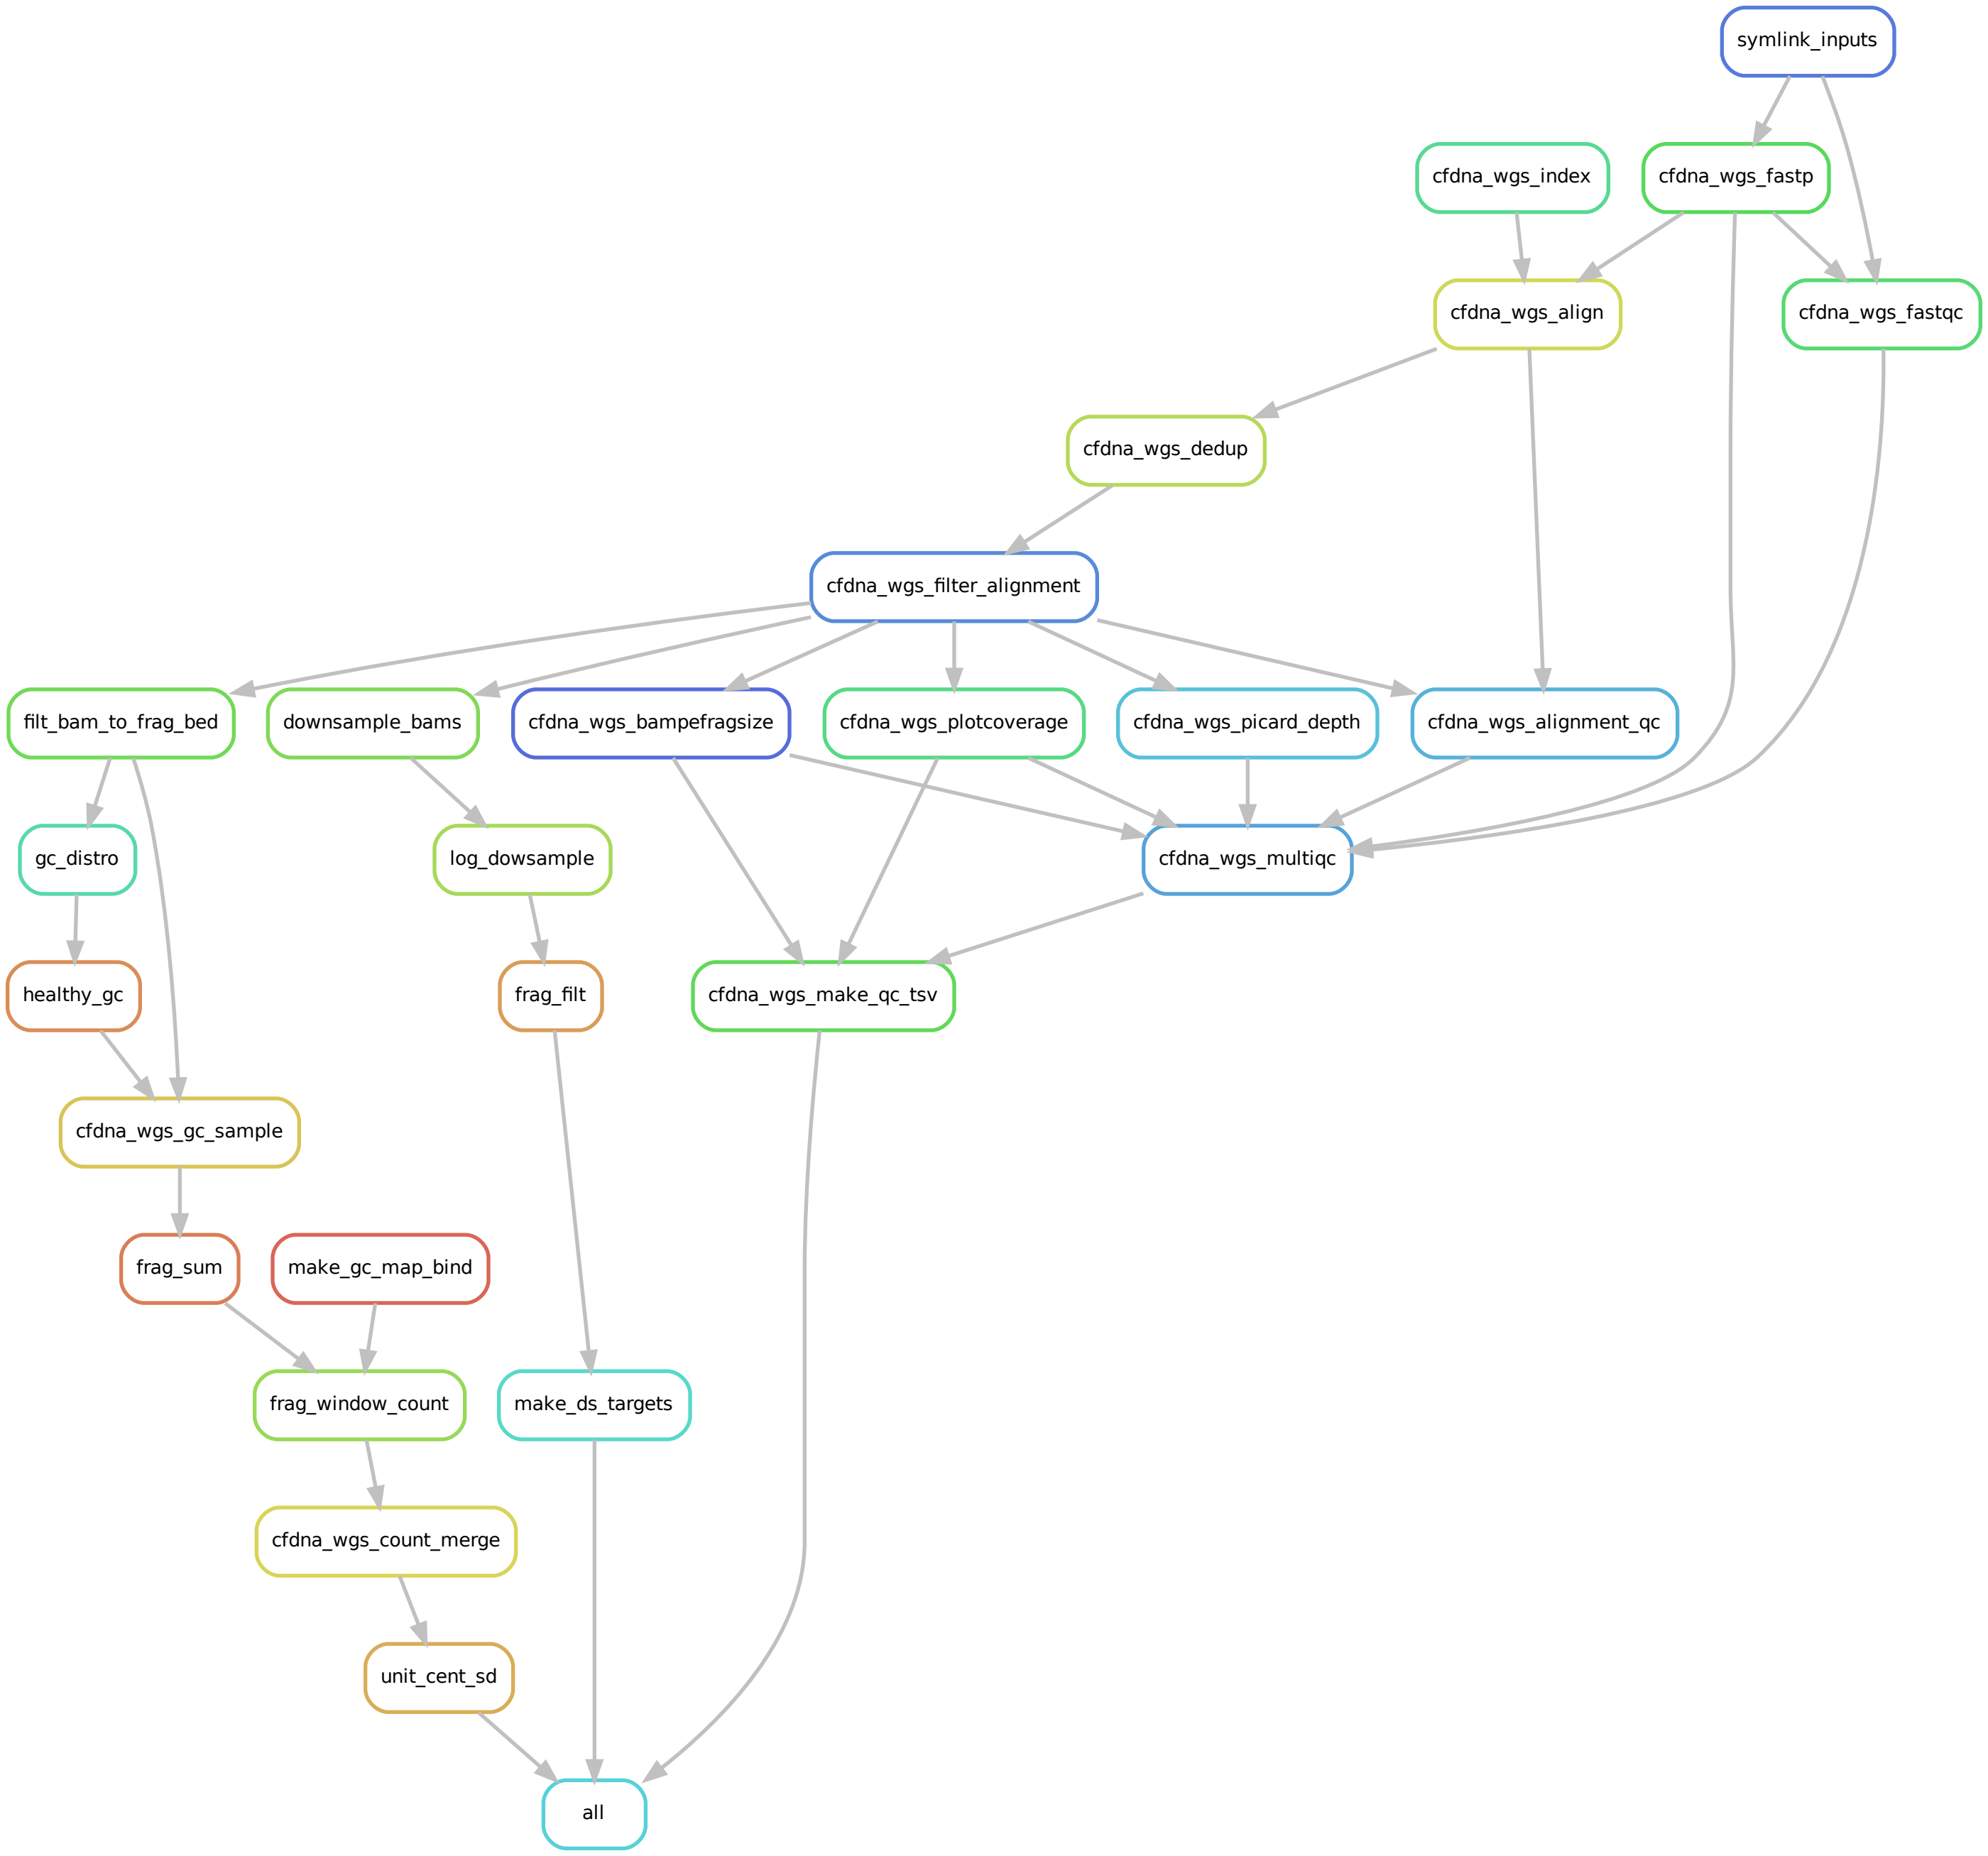 symlink_inputs
cfdna_wgs_index
cfdna_wgs_fastp
cfdna_wgs_align
cfdna_wgs_fastqc
cfdna_wgs_dedup
cfdna_wgs_filter_alignment
filt_bam_to_frag_bed
downsample_bams
cfdna_wgs_bampefragsize
cfdna_wgs_plotcoverage
cfdna_wgs_picard_depth
cfdna_wgs_alignment_qc
gc_distro
log_dowsample
cfdna_wgs_multiqc
healthy_gc
frag_filt
cfdna_wgs_make_qc_tsv
cfdna_wgs_gc_sample
frag_sum
make_gc_map_bind
frag_window_count
make_ds_targets
cfdna_wgs_count_merge
unit_cent_sd
all